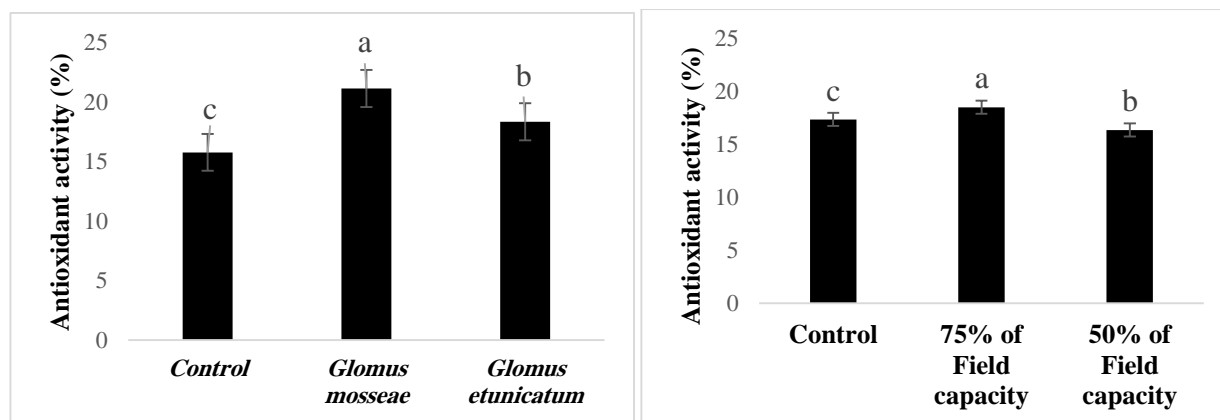 Antioxidant activity (%)
25
20
15
10
5
0
c
a
b
Control
Glomus
mosseae
Glomus
etunicatum
Antioxidant activity (%)
25
20
15
10
5
0
c
a
b
Control
75% of
Field
capacity
50% of
Field
capacity